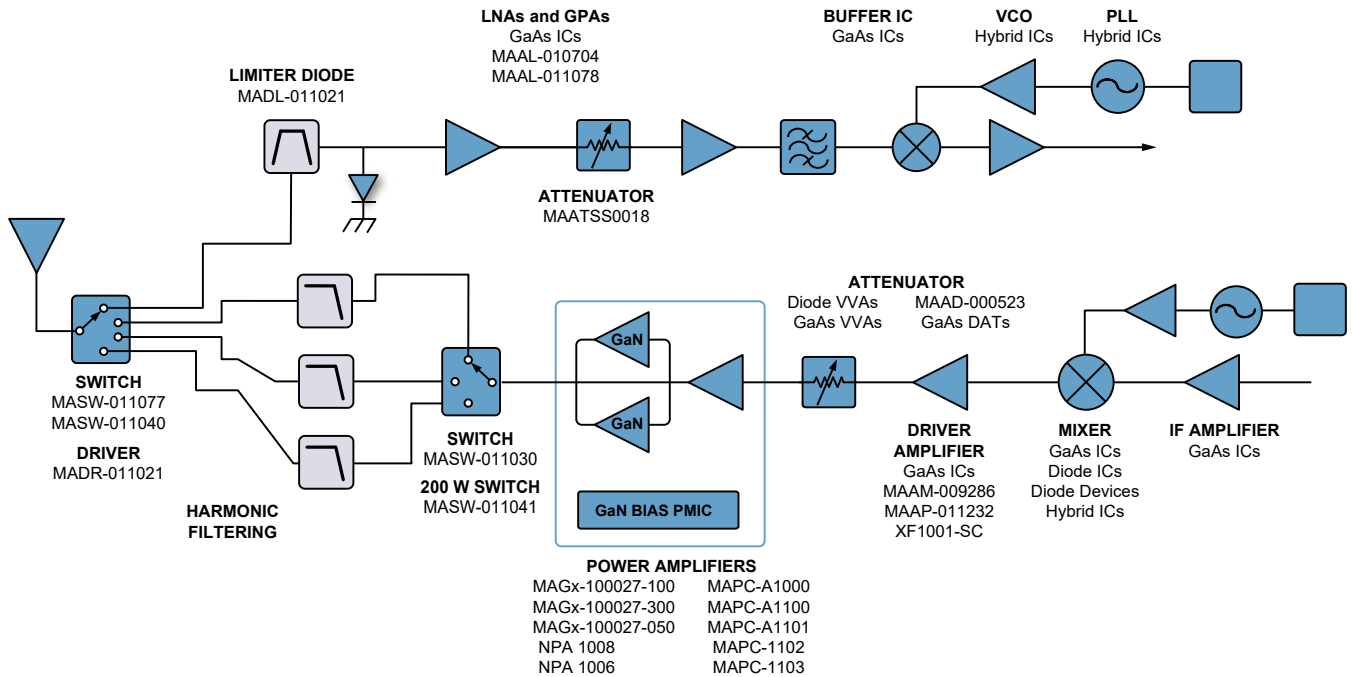 LNAs and GPAs
GaAs ICs
MAAL-010704
MAAL-011078
BUFFER IC
GaAs ICs
VCO
Hybrid ICs
PLL
Hybrid ICs
LIMITER DIODE
MADL-011021
ATTENUATOR
MAATSS0018
ATTENUATOR
Diode VVAs
GaAs VVAs
MAAD-000523
GaAs DATs
SWITCH
MASW-011077
MASW-011040
DRIVER
MADR-011021
HARMONIC
FILTERING
SWITCH
MASW-011030
200 W SWITCH
MASW-011041
GaN
GaN
GaN BIAS PMIC
DRIVER
AMPLIFIER
GaAs ICs
MAAM-009286
MAAP-011232
XF1001-SC
MIXER
GaAs ICs
Diode ICs
Diode Devices
Hybrid ICs
IF AMPLIFIER
GaAs ICs
POWER AMPLIFIERS
MAGx-100027-100
MAGx-100027-300
MAGx-100027-050
NPA 1008
NPA 1006
MAPC-A1000
MAPC-A1100
MAPC-A1101
MAPC-1102
MAPC-1103